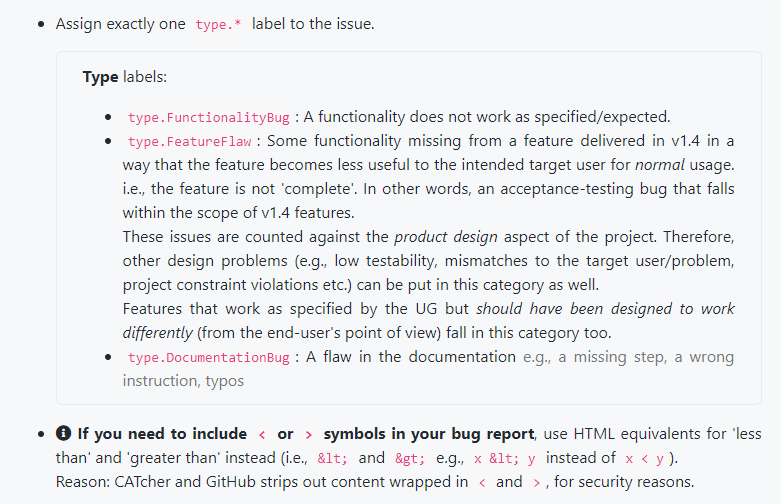 Assign exactly one type.* label to the issue.
Type labels:
type.FunctionalityBug : A functionality does not work as specified/expected.
type.FeatureFlaw : Some functionality missing from a feature delivered in v1.4 in a
way that the feature becomes less useful to the intended target user for normal usage.
i.e., the feature is not 'complete'. In other words, an acceptance-testing bug that falls
within the scope of v1.4 features.
These issues are counted against the product design aspect of the project. Therefore,
other design problems (e.g., low testability, mismatches to the target user/problem,
project constraint violations etc.) can be put in this category as well.
Features that work as specified by the UG but should have been designed to work
differently (from the end-user's point of view) fall in this category too.
type.DocumentationBug : A flaw in the documentation e.g., a missing step, a wrong
instruction, typos
If you need to include < or > symbols in your bug report, use HTML equivalents for 'less
than' and 'greater than' instead (i.e., &lt; and &gt; e.g., x &lt; y instead of x < y ).
Reason: CATcher and GitHub strips out content wrapped in < and > , for security reasons.